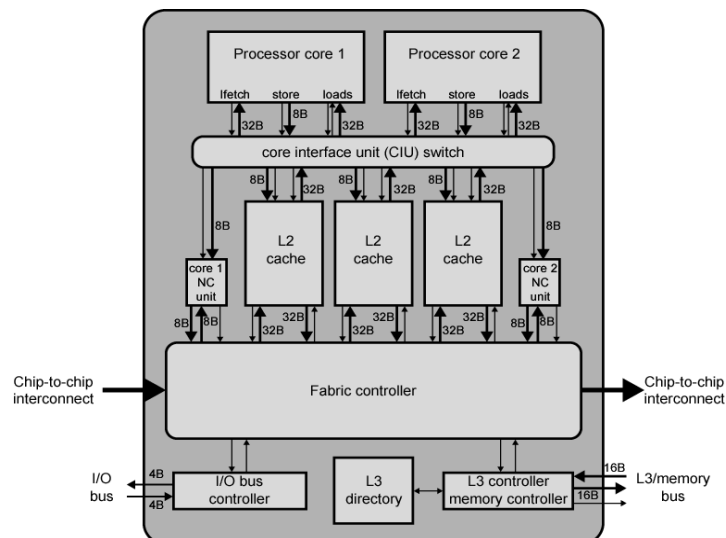 Processor core 1
Processor core 2
Ifetch store loads
Ifetch store loads
8B
8B
32B
32B
32B
32B
core interface unit (CIU) switch
8B
32B
8B
32B
8B
32B
8B
8B
L2
cache
L2
cache
L2
cache
core 1
NC
unit
core 2
NC
unit
8B
8B
32B
32B
32B
32B
32B
32B
8B
8B
Chip-to-chip
interconnect
Fabric controller
Chip-to-chip
interconnect
I/O
bus
4B
4B
I/O bus
controller
L3
directory
L3 controller
memory controller
16B
16B
L3/memory
bus